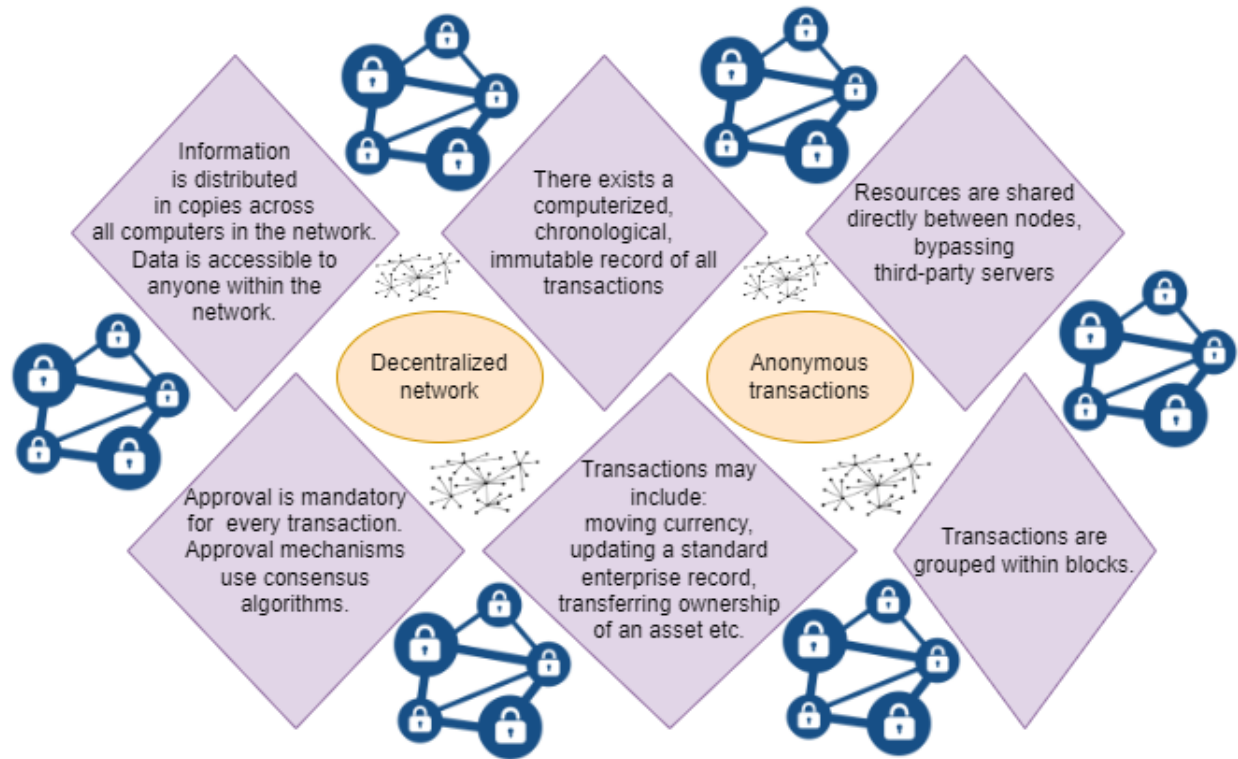 Information
is distributed
in copies across
all computers in the network.
Data is accessible to
anyone within the
network.
There exists a
computerized,
chronological,
immutable record of all
transactions
Resources are shared
directly between nodes,
bypassing
third-party servers
Decentralized
network
Anonymous
transactions
Approval is mandatory
for every transaction.
Approval mechanisms
use consensus
algorithms.
Transactions may
include:
moving currency,
updating a standard
enterprise record,
transferring ownership
of an asset etc.
Transactions are
grouped within blocks.